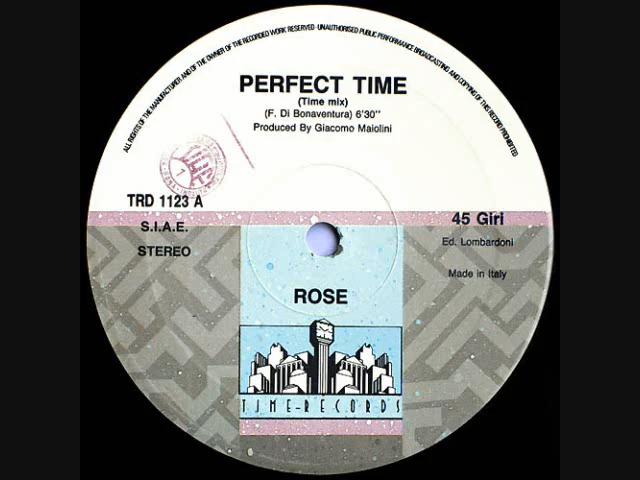 ALL RIGHTS OF THE MANUFACTURER AND OF THE OWNER OF THE RECORDED WORK RESERVED · UNAUTHORISED PUBLIC PERFORMANCE BROADCASTING AND COPYING OF THIS RECORD PROHIBITED
PERFECT TIME
(Time mix)
(F. Di Bonaventura) 6'30''
Produced By Giacomo Maiolini
TRD 1123 A
45 Giri
S.I.A.E.
Ed. Lombardoni
STEREO
Made in Italy
ROSE
TIME-RECORDS